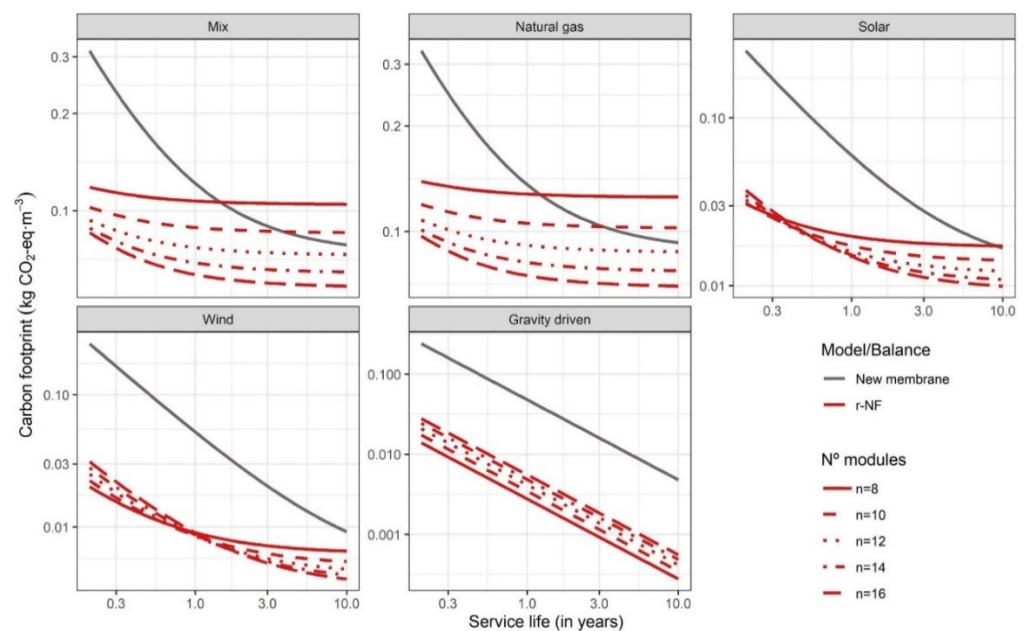 Mix
Natural gas
Solar
0.3
0.2
0.1
0.3
0.2
0.1
0.10
0.03
0.01
0.3
1.0
3.0
10.0
Wind
Gravity driven
0.10
0.03
0.01
0.100
0.010
0.001
0.3
1.0
3.0
10.0
0.3
1.0
3.0
10.0
Carbon footprint (kg CO₂-eq·m⁻³)
Service life (in years)
Model/Balance
New membrane
r-NF
Nº modules
n=8
n=10
n=12
n=14
n=16